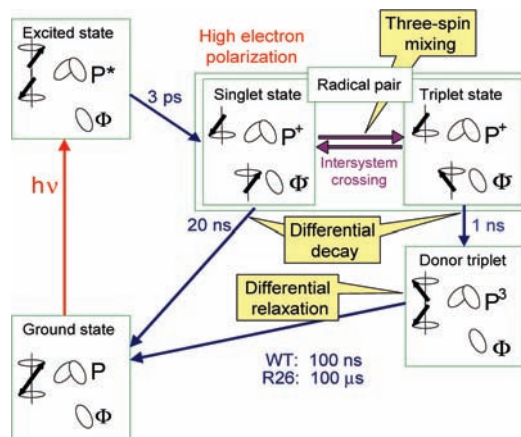 Excited state
P*
Φ
hν
Ground state
P
Φ
3 ps
High electron
polarization
Three-spin
mixing
Radical pair
Singlet state
P+
Φ-
Intersystem
crossing
Triplet state
P+
Φ-
20 ns
Differential
decay
1 ns
Differential
relaxation
Donor triplet
P3
Φ
WT: 100 ns
R26: 100 μs